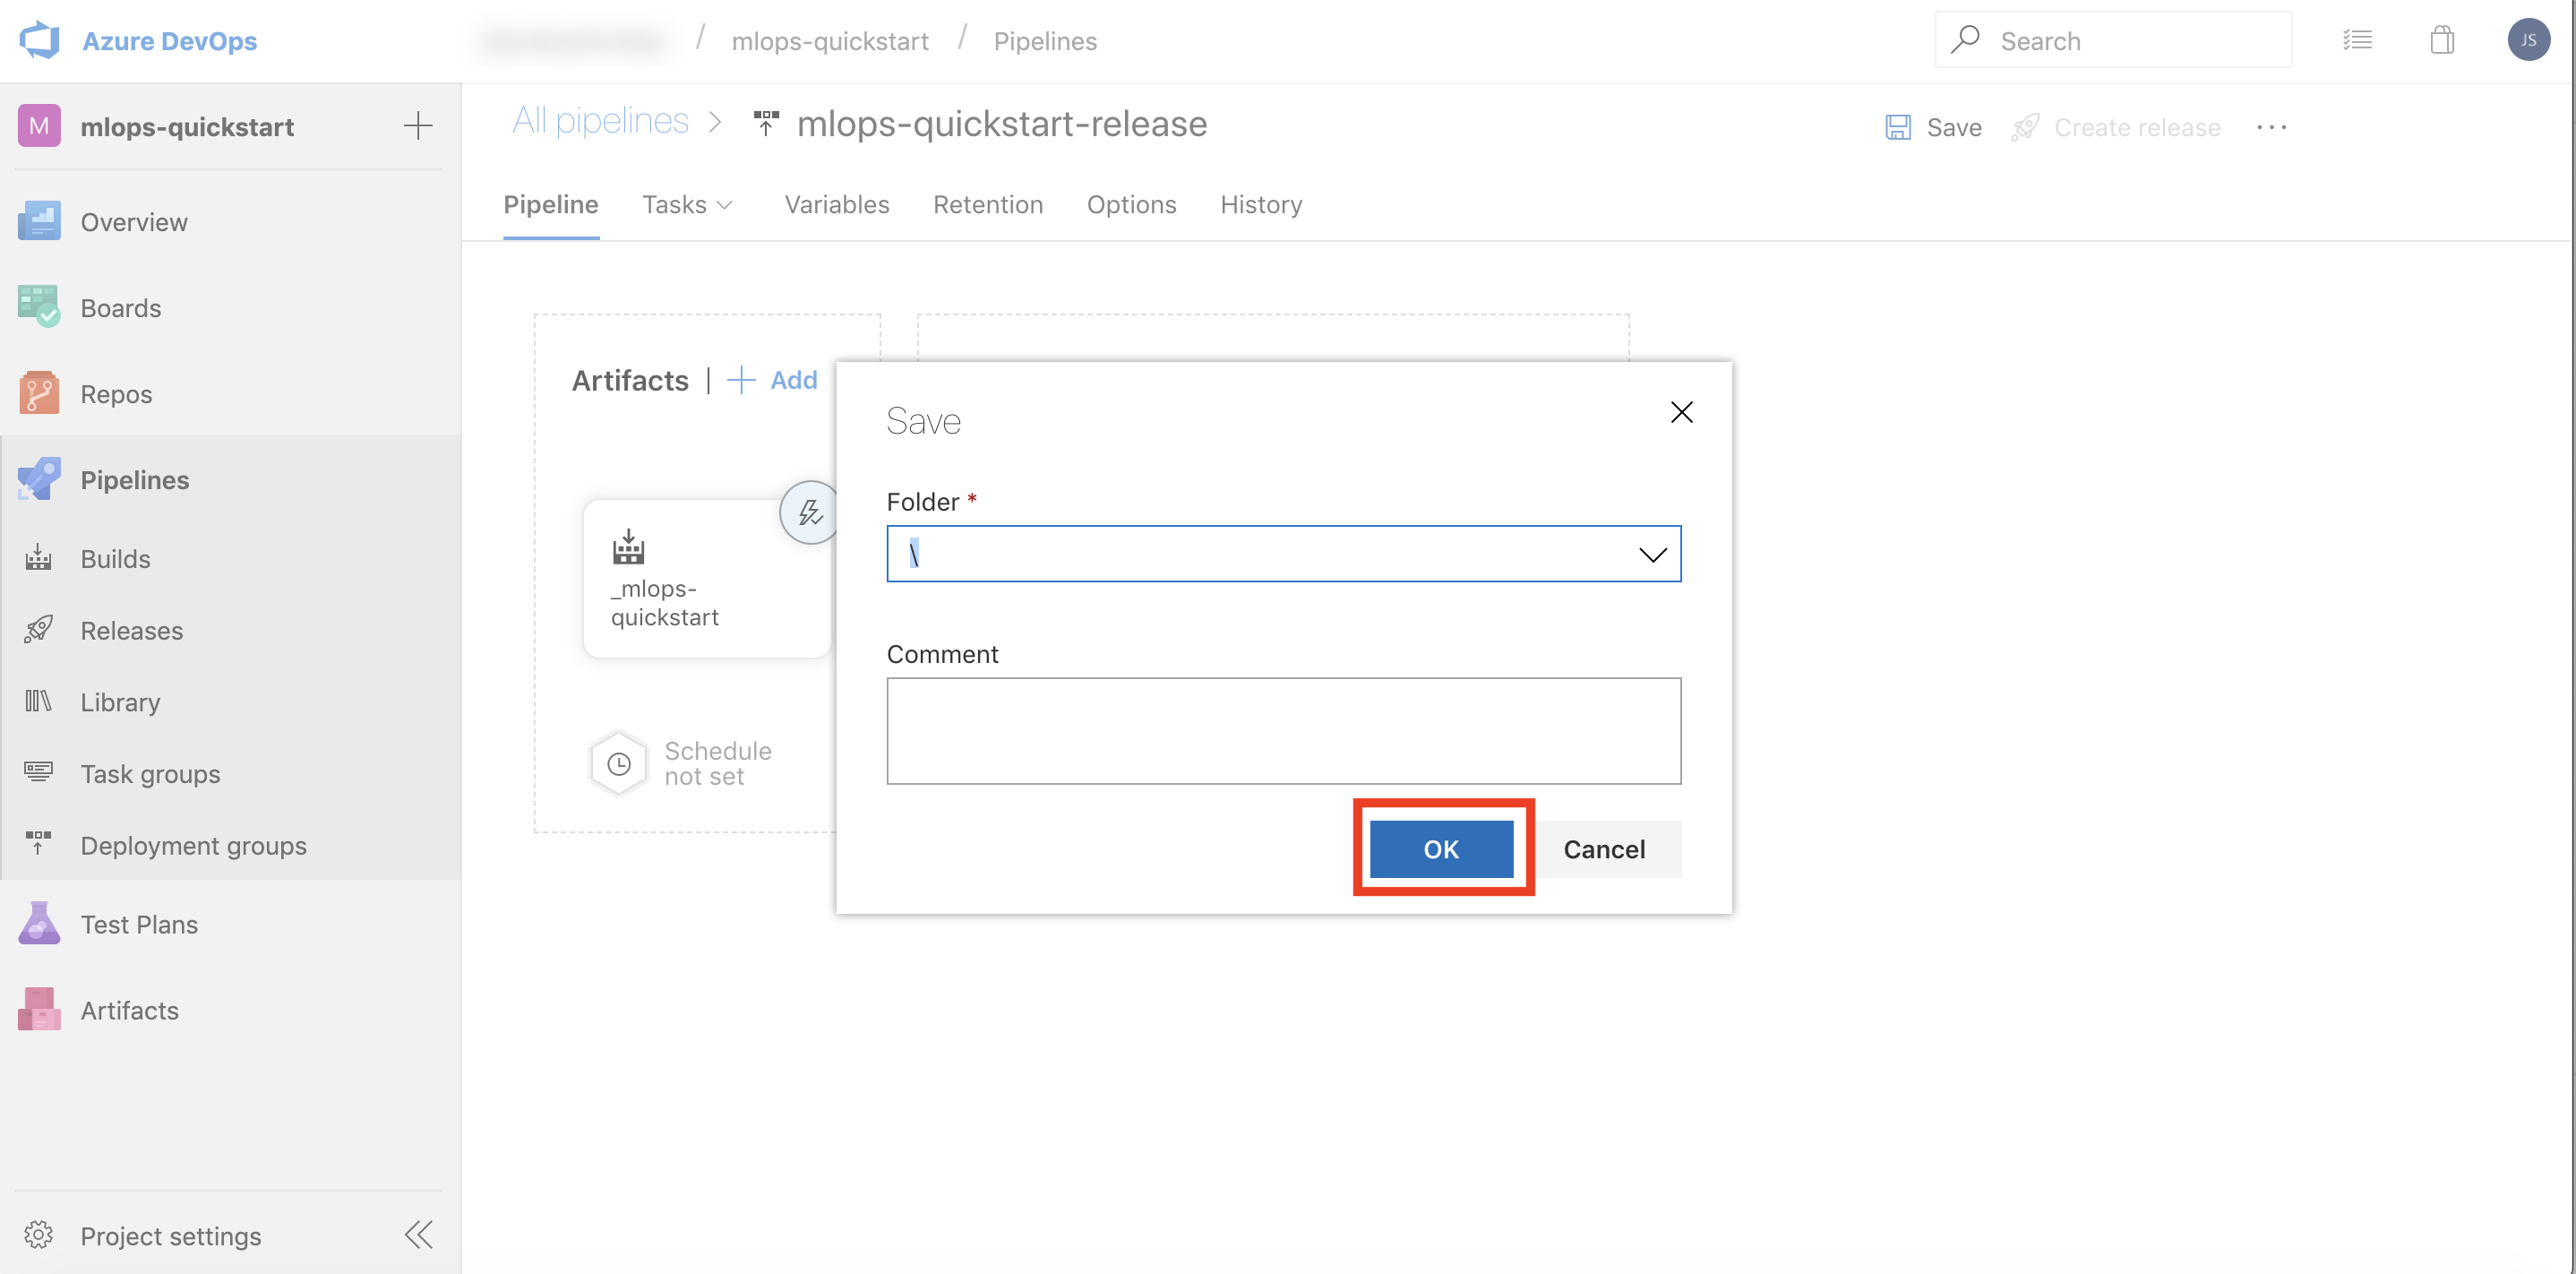 Azure DevOps
/ mlops-quickstart / Pipelines
Search
JS
M mlops-quickstart
All pipelines > mlops-quickstart-release
Save
Create release
Pipeline
Tasks
Variables
Retention
Options
History
Overview
Boards
Repos
Pipelines
Builds
Releases
Library
Task groups
Deployment groups
Test Plans
Artifacts
Project settings
Artifacts | + Add
_mlops-
quickstart
Schedule
not set
Save
Folder *
\
Comment
OK
Cancel